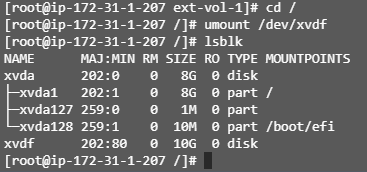 [root@ip-172-31-1-207 ext-vol-1]# cd /
[root@ip-172-31-1-207 /]# umount /dev/xvdf
[root@ip-172-31-1-207 /]# lsblk
NAME      MAJ:MIN RM SIZE RO TYPE MOUNTPOINTS
xvda      202:0    0   8G  0 disk
├─xvda1   202:1    0   8G  0 part /
├─xvda127 259:0    0   1M  0 part
└─xvda128 259:1    0  10M  0 part /boot/efi
xvdf      202:80   0  10G  0 disk
[root@ip-172-31-1-207 /]#